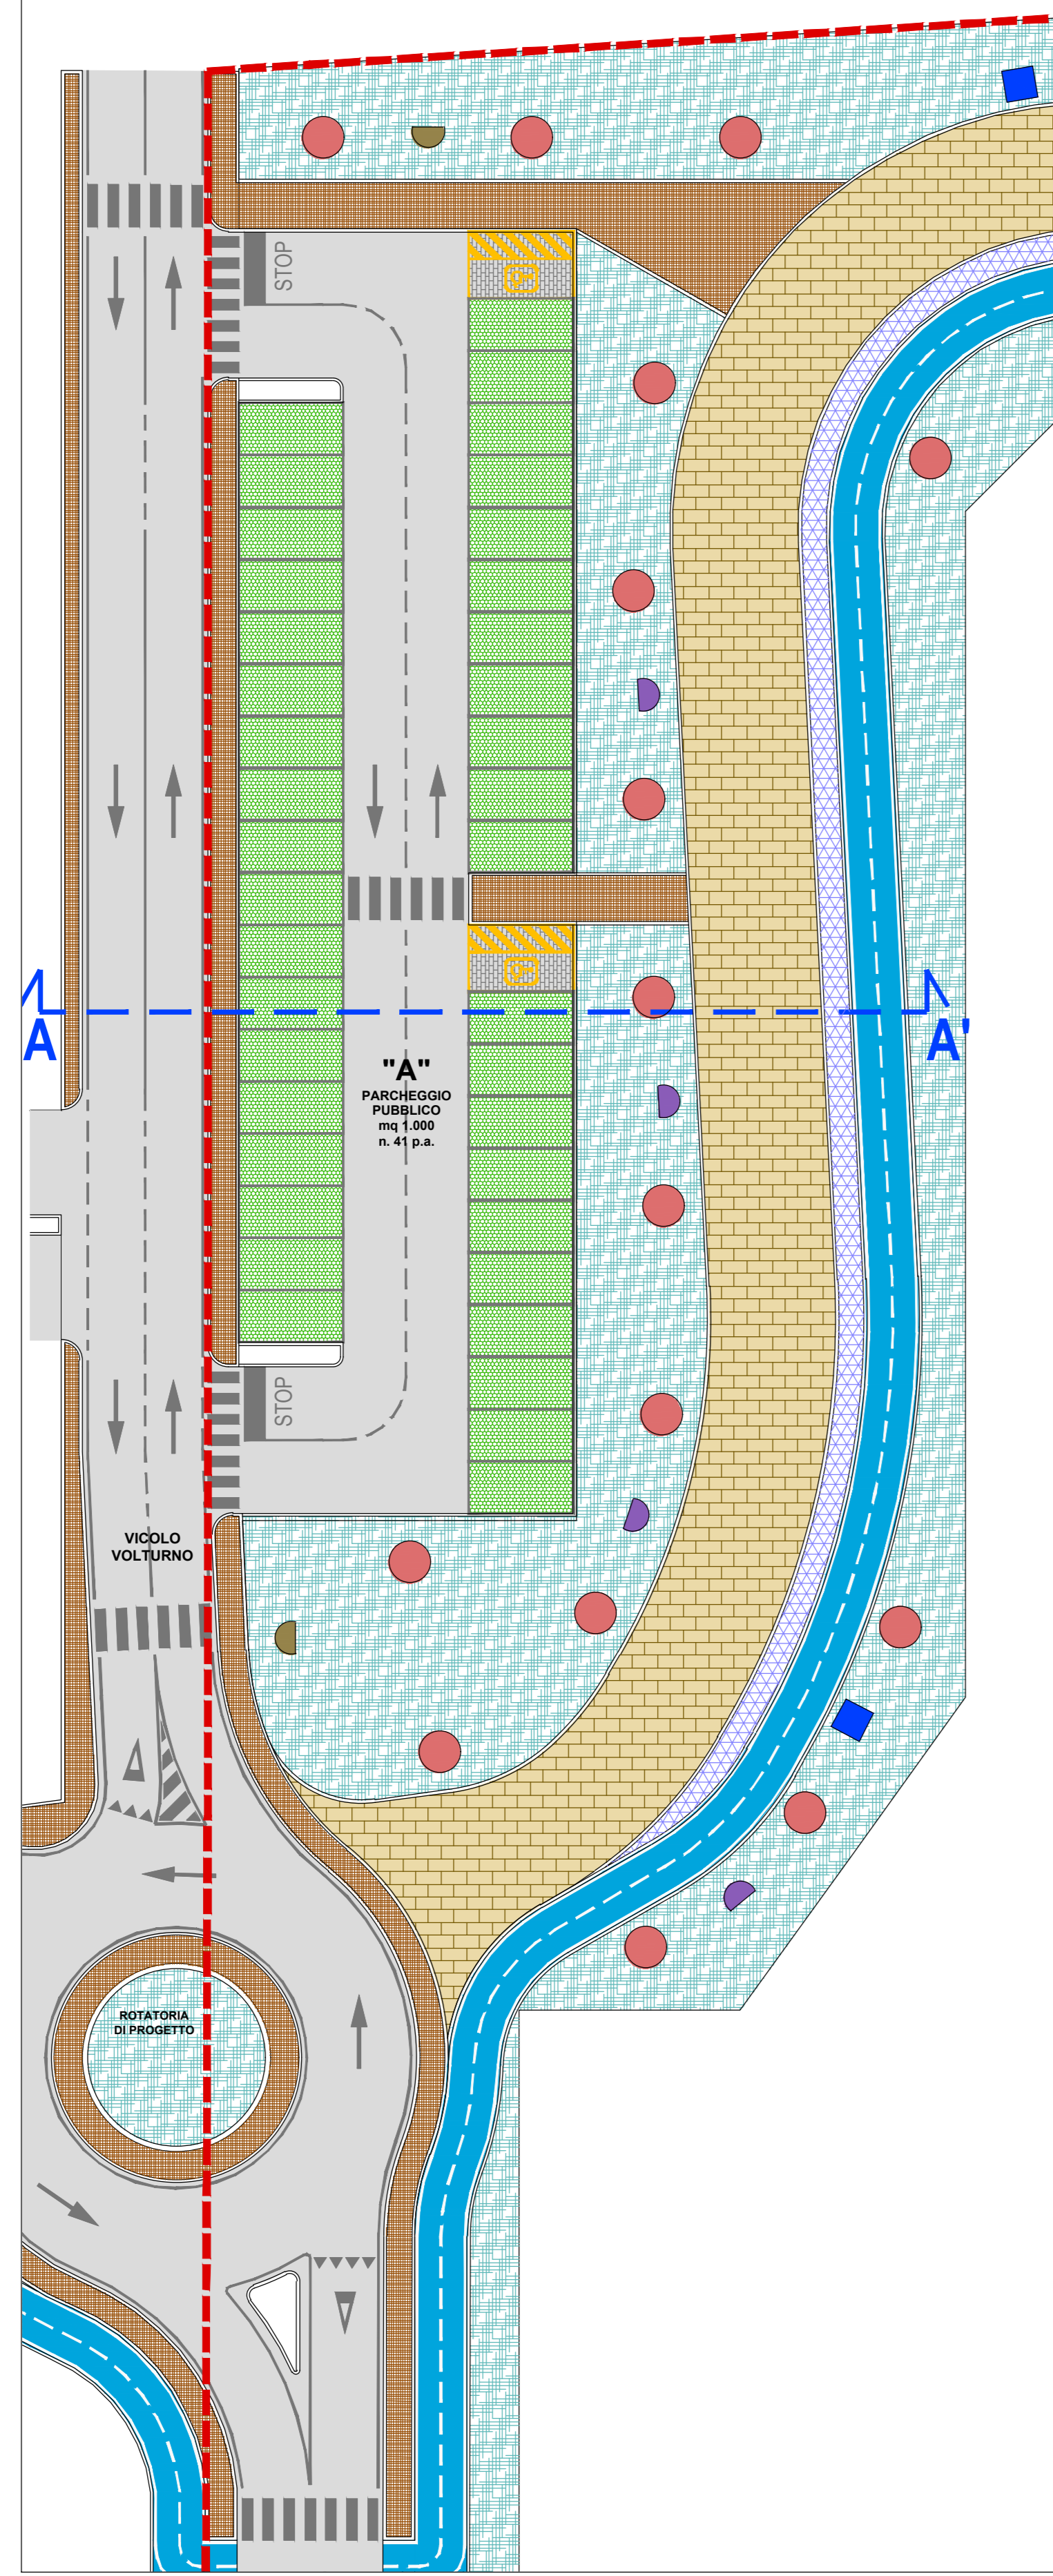 STOP
A
A'
"A"
PARCHEGGIO
PUBBLICO
mq 1.000
n. 41 p.a.
STOP
VICOLO
VOLTURNO
ROTATORIA
DI PROGETTO